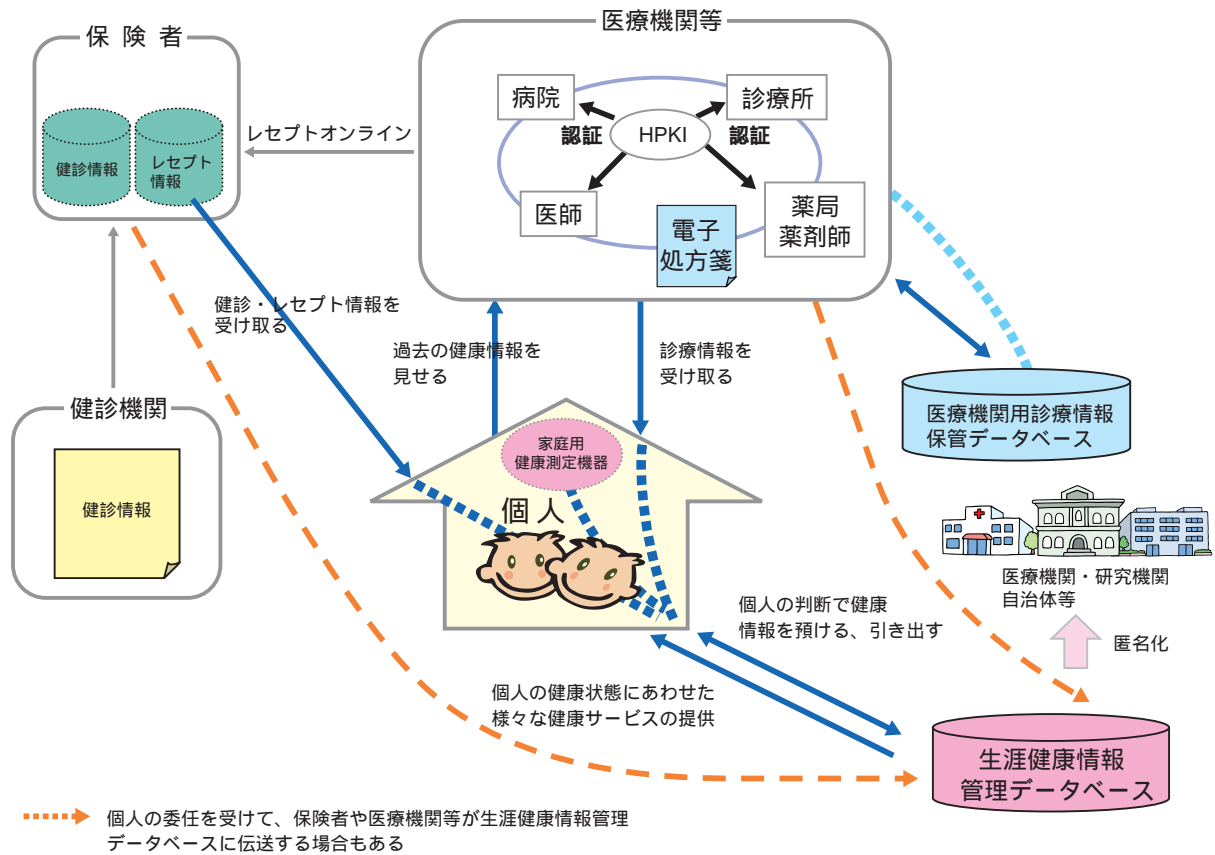 保険者
健診情報
レセプト
情報
レセプトオンライン
医療機関等
病院
診療所
認証
HPKI
認証
医師
電子
処方箋
薬局
薬剤師
健診・レセプト情報を
受け取る
過去の健康情報を
見せる
診療情報を
受け取る
医療機関用診療情報
保管データベース
健診機関
健診情報
家庭用
健康測定機器
個人
医療機関・研究機関
自治体等
匿名化
個人の判断で健康
情報を預ける、引き出す
個人の健康状態にあわせた
様々な健康サービスの提供
生涯健康情報
管理データベース
個人の委任を受けて、保険者や医療機関等が生涯健康情報管理
データベースに伝送する場合もある